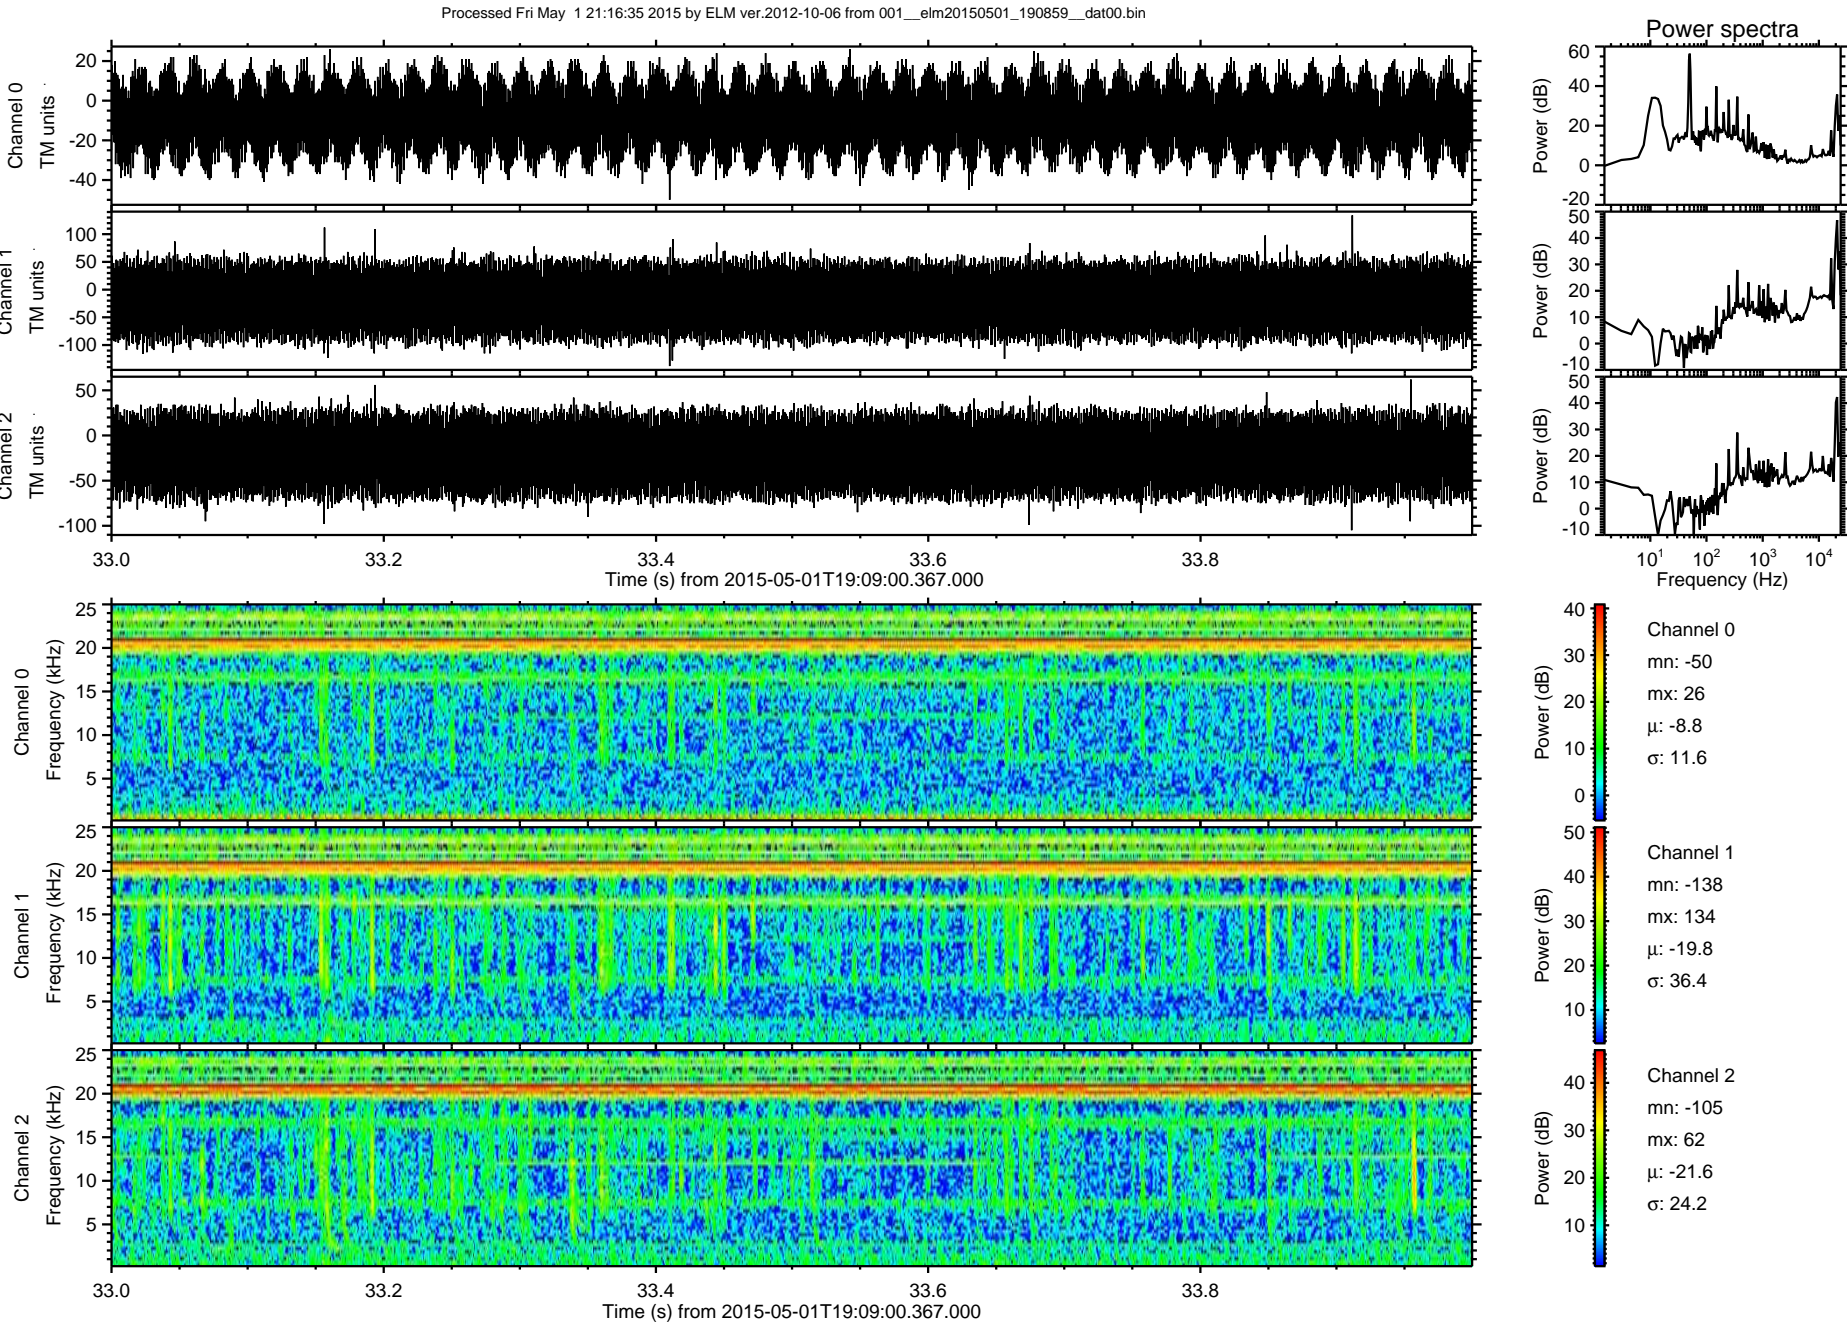 Processed Fri May  1 21:16:35 2015 by ELM ver.2012-10-06 from 001__elm20150501_190859__dat00.bin
Power spectra
Channel 0
TM units
20
0
-20
-40
Power (dB)
60
40
20
0
-20
Channel 1
TM units
100
50
0
-50
-100
Power (dB)
50
40
30
20
10
0
-10
Channel 2
TM units
50
0
-50
-100
Power (dB)
50
40
30
20
10
0
-10
33.0 33.2 33.4 33.6 33.8
Time (s) from 2015-05-01T19:09:00.367.000
10^1 10^2 10^3 10^4
Frequency (Hz)
Channel 0
Frequency (kHz)
25
20
15
10
5
Power (dB)
40
30
20
10
0
Channel 0
mn: -50
mx: 26
μ: -8.8
σ: 11.6
Channel 1
Frequency (kHz)
25
20
15
10
5
Power (dB)
50
40
30
20
10
Channel 1
mn: -138
mx: 134
μ: -19.8
σ: 36.4
Channel 2
Frequency (kHz)
25
20
15
10
5
Power (dB)
40
30
20
10
Channel 2
mn: -105
mx: 62
μ: -21.6
σ: 24.2
33.0 33.2 33.4 33.6 33.8
Time (s) from 2015-05-01T19:09:00.367.000